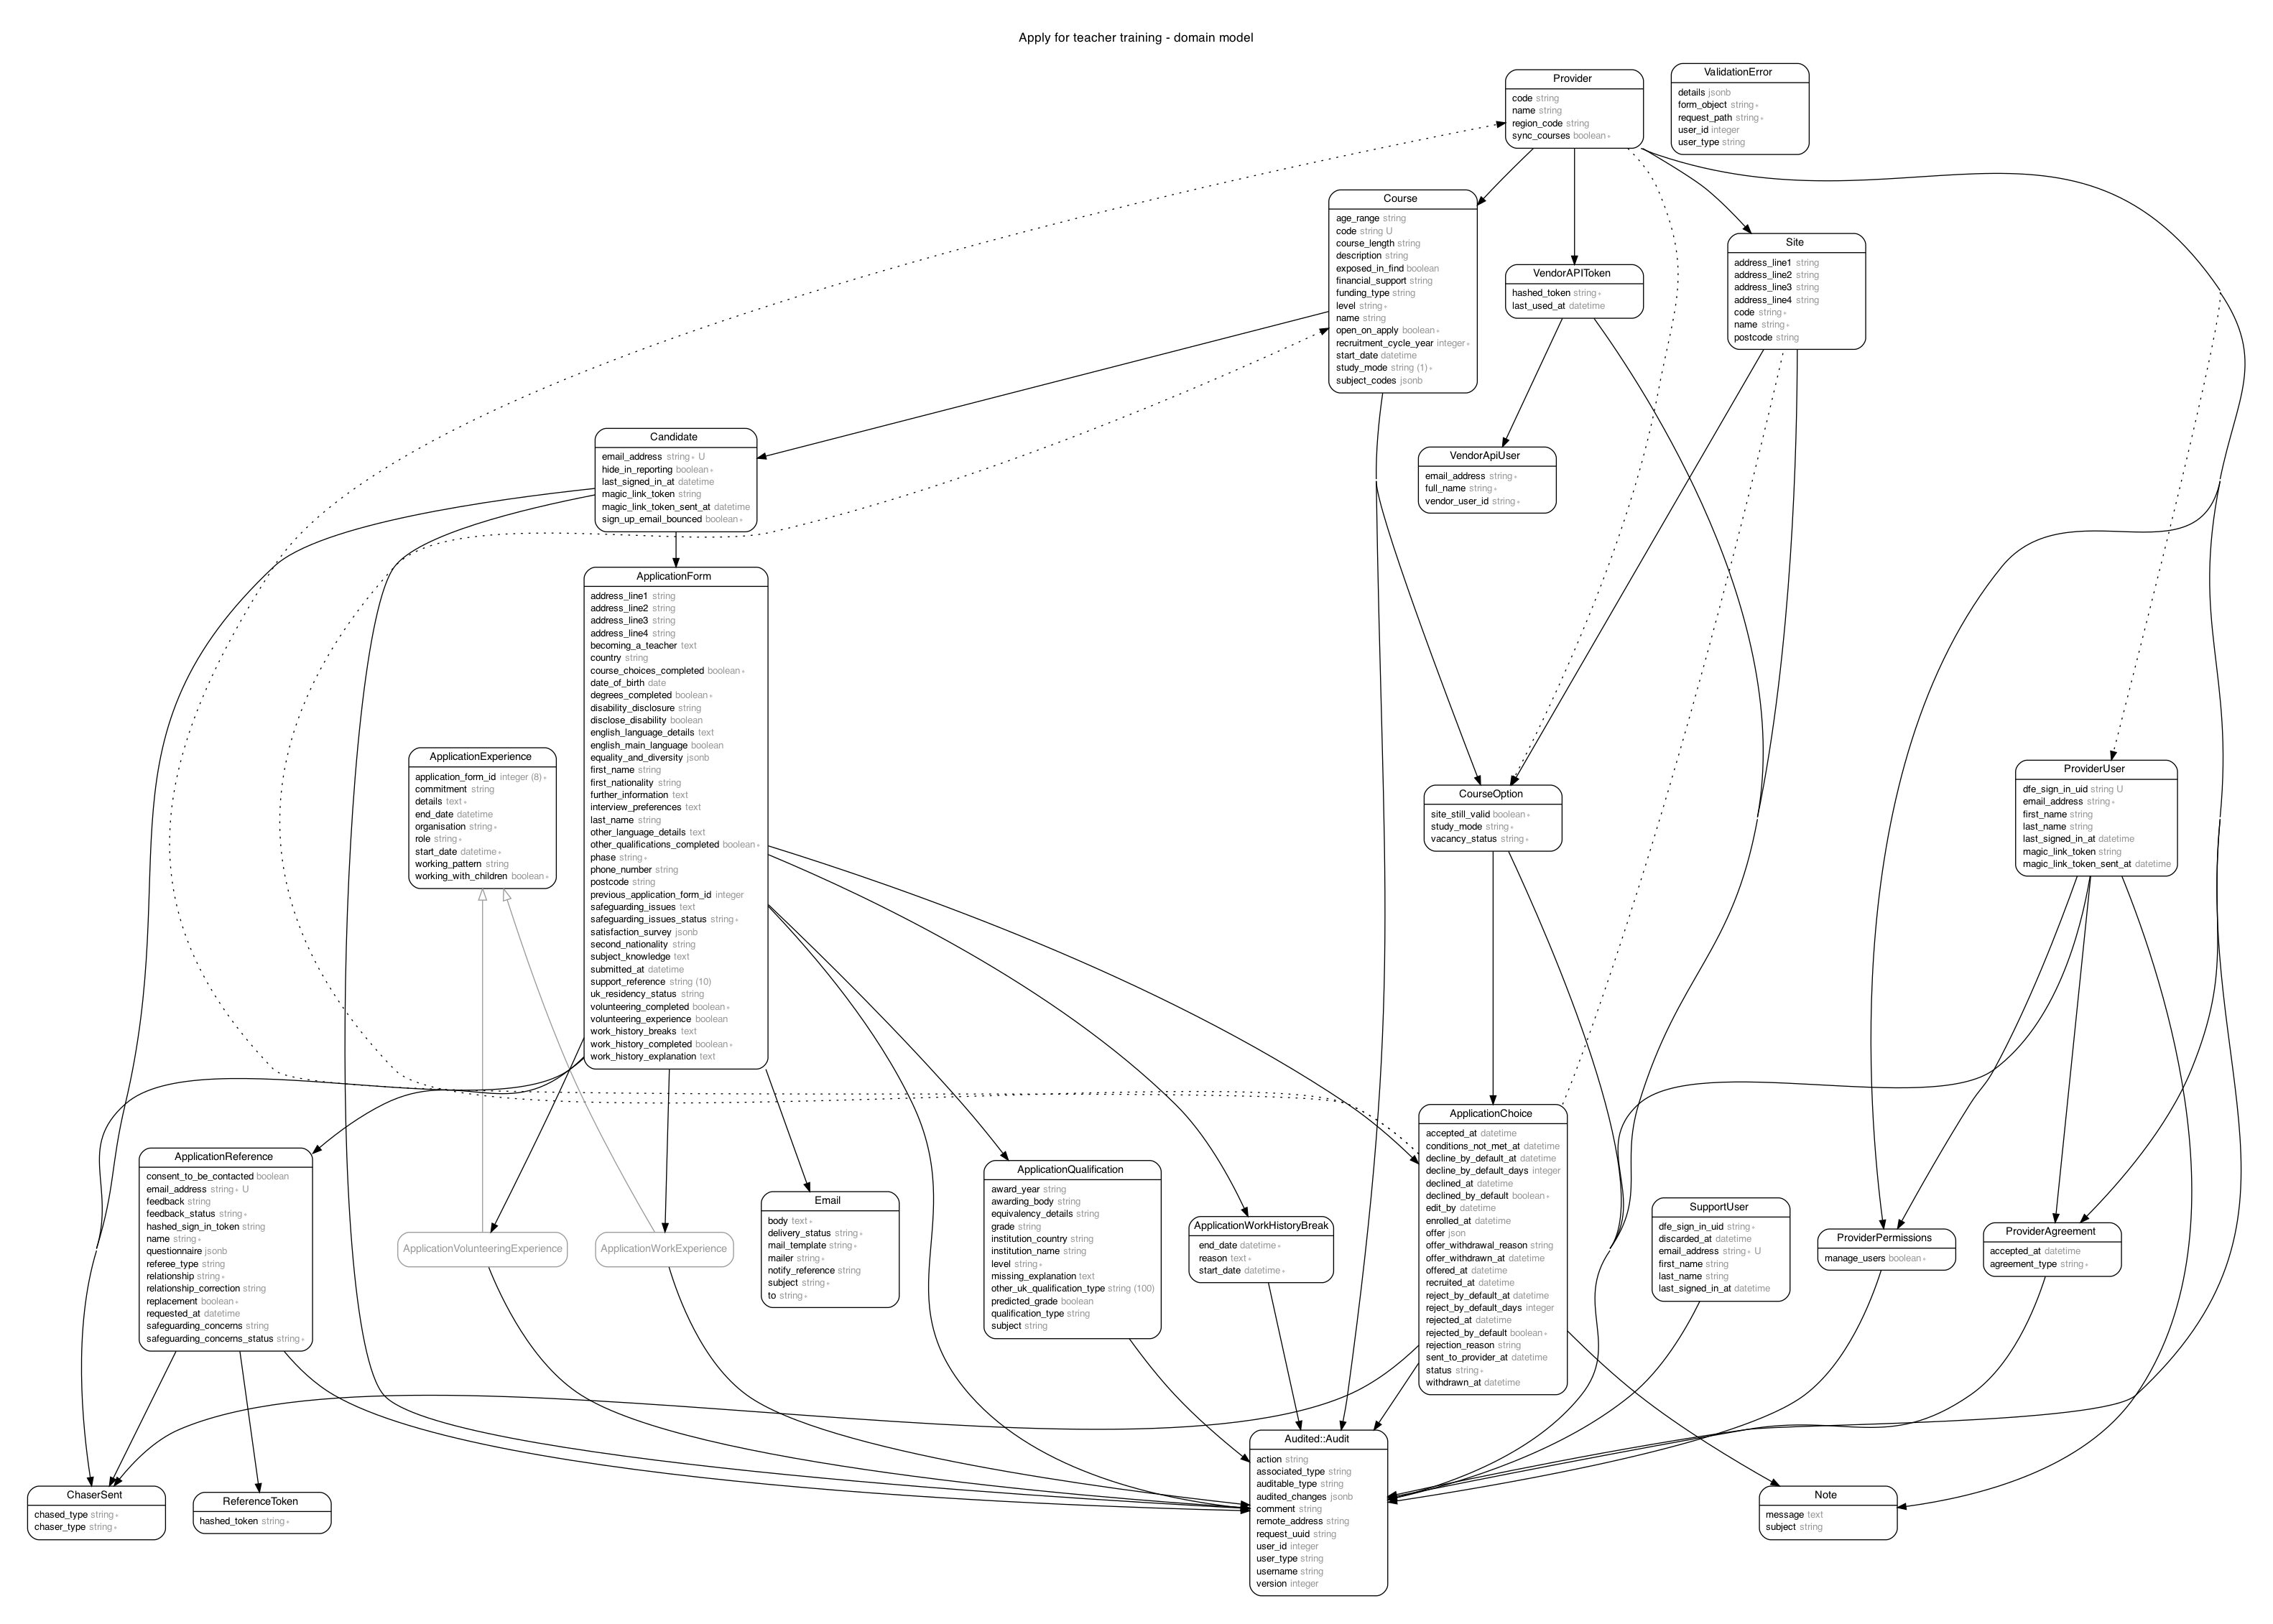 Apply for teacher training - domain model
Provider
code string
name string
region_code string
sync_courses boolean ∗
ValidationError
details jsonb
form_object string ∗
request_path string ∗
user_id integer
user_type string
Course
age_range string
code string U
course_length string
description string
exposed_in_find boolean
financial_support string
funding_type string
level string ∗
name string
open_on_apply boolean ∗
recruitment_cycle_year integer ∗
start_date datetime
study_mode string (1) ∗
subject_codes jsonb
VendorAPIToken
hashed_token string ∗
last_used_at datetime
Site
address_line1 string
address_line2 string
address_line3 string
address_line4 string
code string ∗
name string ∗
postcode string
Candidate
email_address string ∗ U
hide_in_reporting boolean ∗
last_signed_in_at datetime
magic_link_token string
magic_link_token_sent_at datetime
sign_up_email_bounced boolean ∗
VendorApiUser
email_address string ∗
full_name string ∗
vendor_user_id string ∗
ApplicationForm
address_line1 string
address_line2 string
address_line3 string
address_line4 string
becoming_a_teacher text
country string
course_choices_completed boolean ∗
date_of_birth date
degrees_completed boolean ∗
disability_disclosure string
disclose_disability boolean
english_language_details text
english_main_language boolean
equality_and_diversity jsonb
first_name string
first_nationality string
further_information text
interview_preferences text
last_name string
other_language_details text
other_qualifications_completed boolean ∗
phase string ∗
phone_number string
postcode string
previous_application_form_id integer
safeguarding_issues text
safeguarding_issues_status string ∗
satisfaction_survey jsonb
second_nationality string
subject_knowledge text
submitted_at datetime
support_reference string (10)
uk_residency_status string
volunteering_completed boolean ∗
volunteering_experience boolean
work_history_breaks text
work_history_completed boolean ∗
work_history_explanation text
ApplicationExperience
application_form_id integer (8) ∗
commitment string
details text ∗
end_date datetime
organisation string ∗
role string ∗
start_date datetime ∗
working_pattern string
working_with_children boolean ∗
CourseOption
site_still_valid boolean ∗
study_mode string ∗
vacancy_status string ∗
ProviderUser
dfe_sign_in_uid string U
email_address string ∗
first_name string
last_name string
last_signed_in_at datetime
magic_link_token string
magic_link_token_sent_at datetime
ApplicationReference
consent_to_be_contacted boolean
email_address string ∗ U
feedback string
feedback_status string ∗
hashed_sign_in_token string
name string ∗
questionnaire jsonb
referee_type string
relationship string ∗
relationship_correction string
replacement boolean ∗
requested_at datetime
safeguarding_concerns string
safeguarding_concerns_status string ∗
ApplicationVolunteeringExperience
ApplicationWorkExperience
Email
body text ∗
delivery_status string ∗
mail_template string ∗
mailer string ∗
notify_reference string
subject string ∗
to string ∗
ApplicationQualification
award_year string
awarding_body string
equivalency_details string
grade string
institution_country string
institution_name string
level string ∗
missing_explanation text
other_uk_qualification_type string (100)
predicted_grade boolean
qualification_type string
subject string
ApplicationWorkHistoryBreak
end_date datetime ∗
reason text ∗
start_date datetime ∗
ApplicationChoice
accepted_at datetime
conditions_not_met_at datetime
decline_by_default_at datetime
decline_by_default_days integer
declined_at datetime
declined_by_default boolean ∗
edit_by datetime
enrolled_at datetime
offer json
offer_withdrawal_reason string
offer_withdrawn_at datetime
offered_at datetime
recruited_at datetime
reject_by_default_at datetime
reject_by_default_days integer
rejected_at datetime
rejected_by_default boolean ∗
rejection_reason string
sent_to_provider_at datetime
status string ∗
withdrawn_at datetime
SupportUser
dfe_sign_in_uid string ∗
discarded_at datetime
email_address string ∗ U
first_name string
last_name string
last_signed_in_at datetime
ProviderPermissions
manage_users boolean ∗
ProviderAgreement
accepted_at datetime
agreement_type string ∗
ChaserSent
chased_type string ∗
chaser_type string ∗
ReferenceToken
hashed_token string ∗
Audited::Audit
action string
associated_type string
auditable_type string
audited_changes jsonb
comment string
remote_address string
request_uuid string
user_id integer
user_type string
username string
version integer
Note
message text
subject string